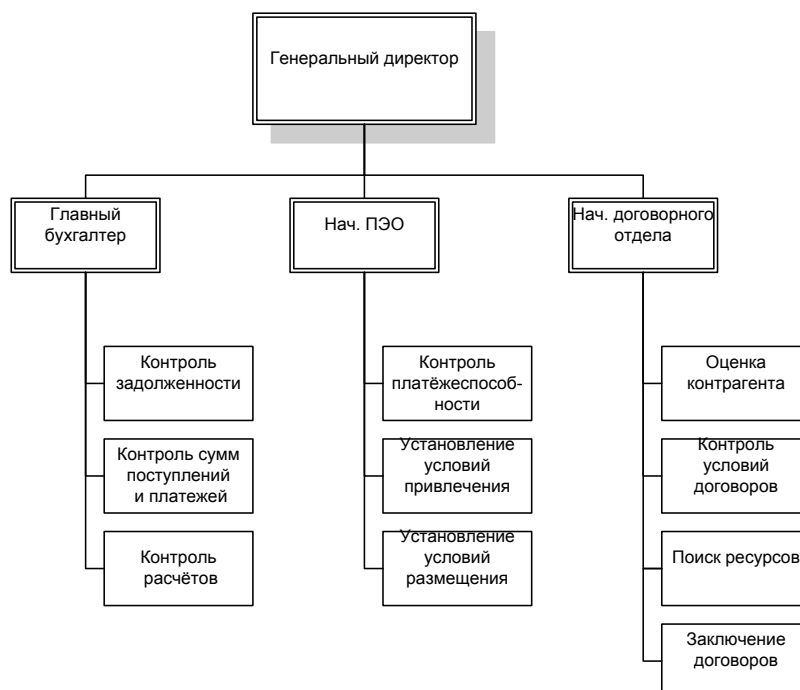 Генеральный директор
Главный
бухгалтер
Нач. ПЭО
Нач. договорного
отдела
Контроль
задолженности
Контроль сумм
поступлений
и платежей
Контроль
расчётов
Контроль
платёжеспособ-
ности
Установление
условий
привлечения
Установление
условий
размещения
Оценка
контрагента
Контроль
условий
договоров
Поиск ресурсов
Заключение
договоров